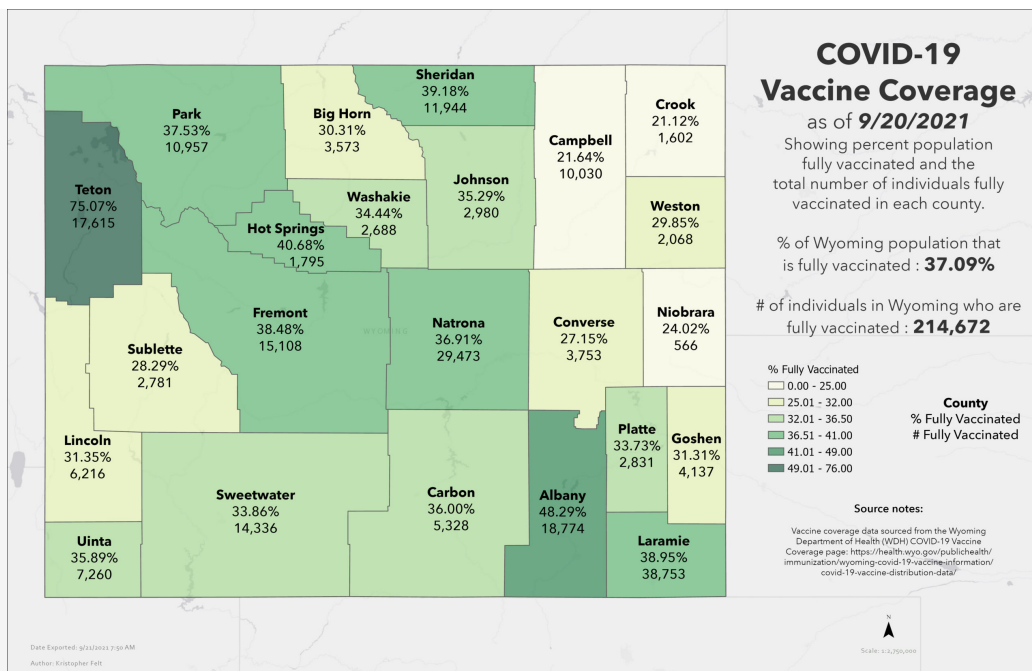 COVID-19
Vaccine Coverage
as of 9/20/2021
Showing percent population
fully vaccinated and the
total number of individuals fully
vaccinated in each county.
% of Wyoming population that
is fully vaccinated : 37.09%
# of individuals in Wyoming who are
fully vaccinated : 214,672
% Fully Vaccinated
0.00 - 25.00
25.01 - 32.00
32.01 - 36.50
36.51 - 41.00
41.01 - 49.00
49.01 - 76.00
County
% Fully Vaccinated
# Fully Vaccinated
Source notes:
Vaccine coverage data sourced from the Wyoming
Department of Health (WDH) COVID-19 Vaccine
Coverage page: https://health.wyo.gov/publichealth/
immunization/wyoming-covid-19-vaccine-information/
covid-19-vaccine-distribution-data/
N
Scale: 1:2,750,000
Park
37.53%
10,957
Big Horn
30.31%
3,573
Sheridan
39.18%
11,944
Campbell
21.64%
10,030
Crook
21.12%
1,602
Teton
75.07%
17,615
Washakie
34.44%
2,688
Johnson
35.29%
2,980
Weston
29.85%
2,068
Hot Springs
40.68%
1,795
Fremont
38.48%
15,108
WYOMING
Natrona
36.91%
29,473
Converse
27.15%
3,753
Niobrara
24.02%
566
Sublette
28.29%
2,781
Lincoln
31.35%
6,216
Sweetwater
33.86%
14,336
Carbon
36.00%
5,328
Albany
48.29%
18,774
Platte
33.73%
2,831
Goshen
31.31%
4,137
Uinta
35.89%
7,260
Laramie
38.95%
38,753
Date Exported: 9/21/2021 7:50 AM
Author: Kristopher Felt